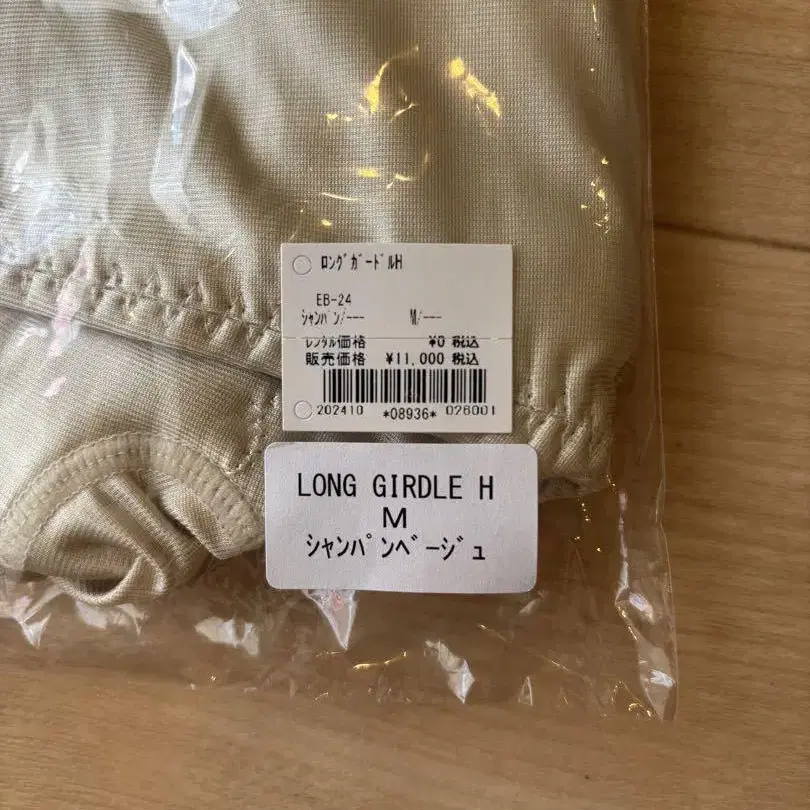 ﾛﾝｸﾞｶﾞｰﾄﾞﾙH
EB-24
ｼｬﾝﾊﾟﾝ/--- M/---
ﾚﾝﾀﾙ価格 ¥0 税込
販売価格 ¥11,000 税込
202410 *08936* 026001
LONG GIRDLE H
M
ｼｬﾝﾊﾟﾝﾍﾞｰｼﾞｭ